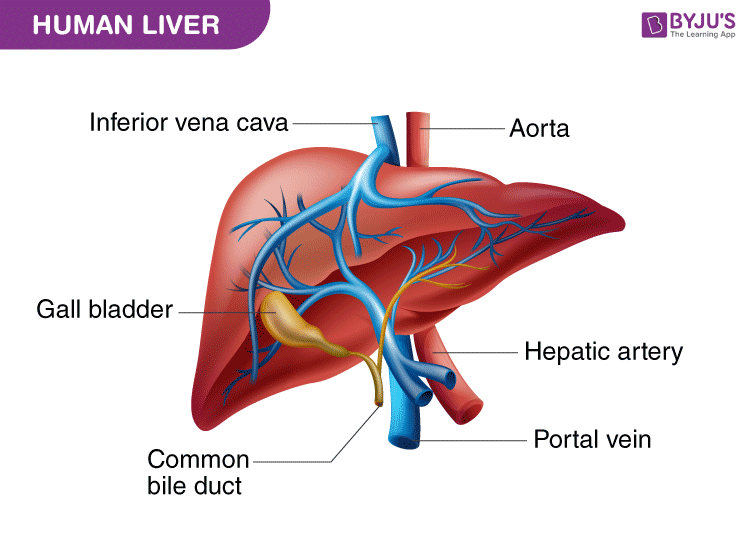 HUMAN LIVER
BYJU'S
The Learning App
Inferior vena cava
Aorta
Gall bladder
Hepatic artery
Portal vein
Common
bile duct